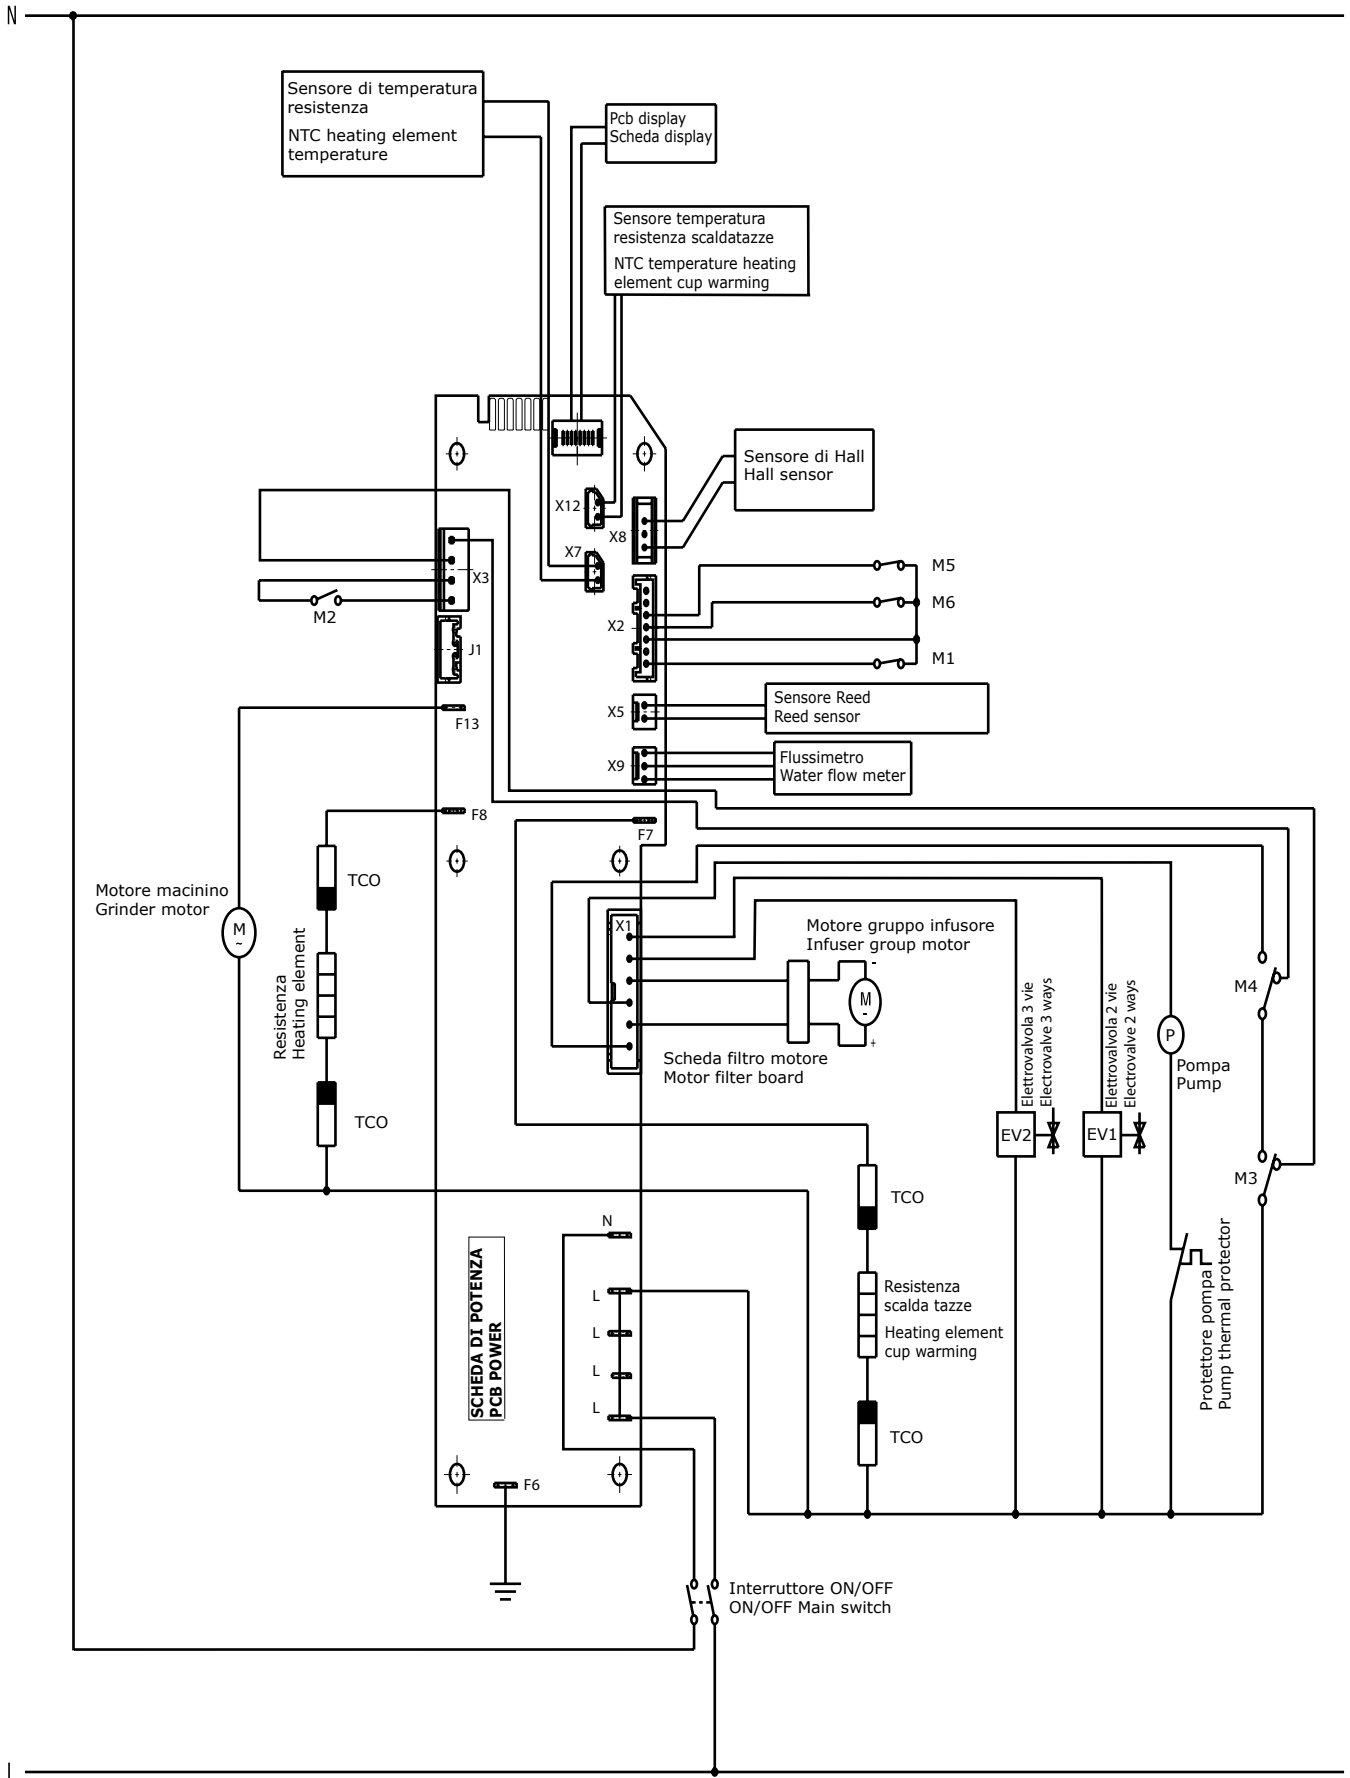 N
Sensore di temperatura
resistenza
NTC heating element
temperature
Pcb display
Scheda display
Sensore temperatura
resistenza scaldatazze
NTC temperature heating
element cup warming
Sensore di Hall
Hall sensor
X12
X8
X7
X3
M2
J1
X2
M5
M6
M1
X5
Sensore Reed
Reed sensor
X9
Flussimetro
Water flow meter
F13
F8
F7
TCO
Motore macinino
Grinder motor
M
~
Resistenza
Heating element
TCO
X1
Motore gruppo infusore
Infuser group motor
-
M
-
+
Scheda filtro motore
Motor filter board
Elettrovalvola 3 vie
Electrovalve 3 ways
Elettrovalvola 2 vie
Electrovalve 2 ways
EV2
EV1
P
Pompa
Pump
M4
M3
Protettore pompa
Pump thermal protector
TCO
Resistenza
scalda tazze
Heating element
cup warming
TCO
N
L
L
L
L
SCHEDA DI POTENZA
PCB POWER
F6
Interruttore ON/OFF
ON/OFF Main switch
L